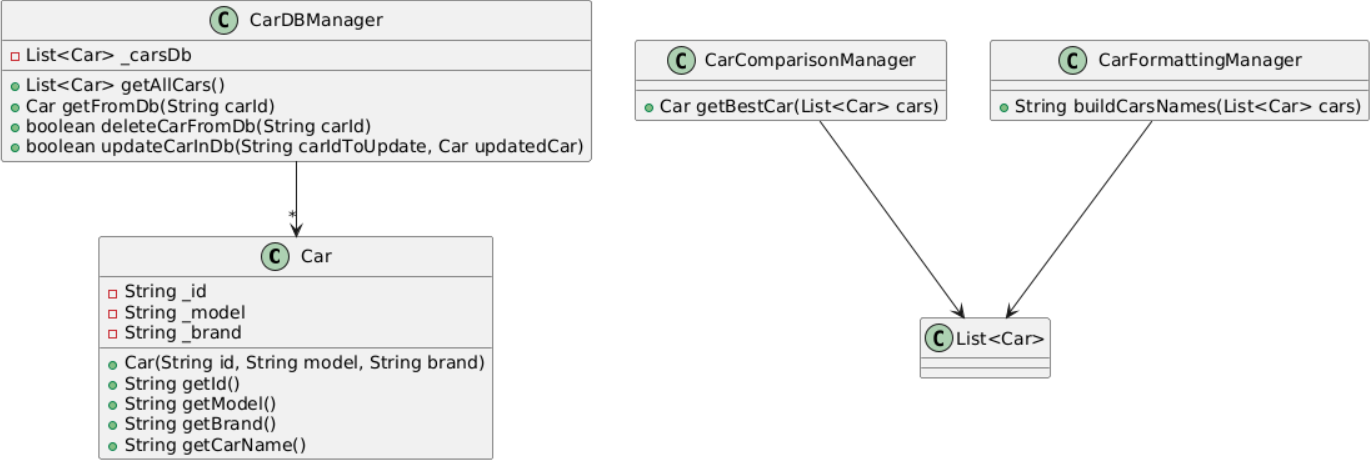 C CarDBManager
List<Car> _carsDb
List<Car> getAllCars()
Car getFromDb(String carId)
boolean deleteCarFromDb(String carId)
boolean updateCarInDb(String carIdToUpdate, Car updatedCar)
C CarComparisonManager
Car getBestCar(List<Car> cars)
C CarFormattingManager
String buildCarsNames(List<Car> cars)
*
C Car
String _id
String _model
String _brand
Car(String id, String model, String brand)
String getId()
String getModel()
String getBrand()
String getCarName()
C List<Car>